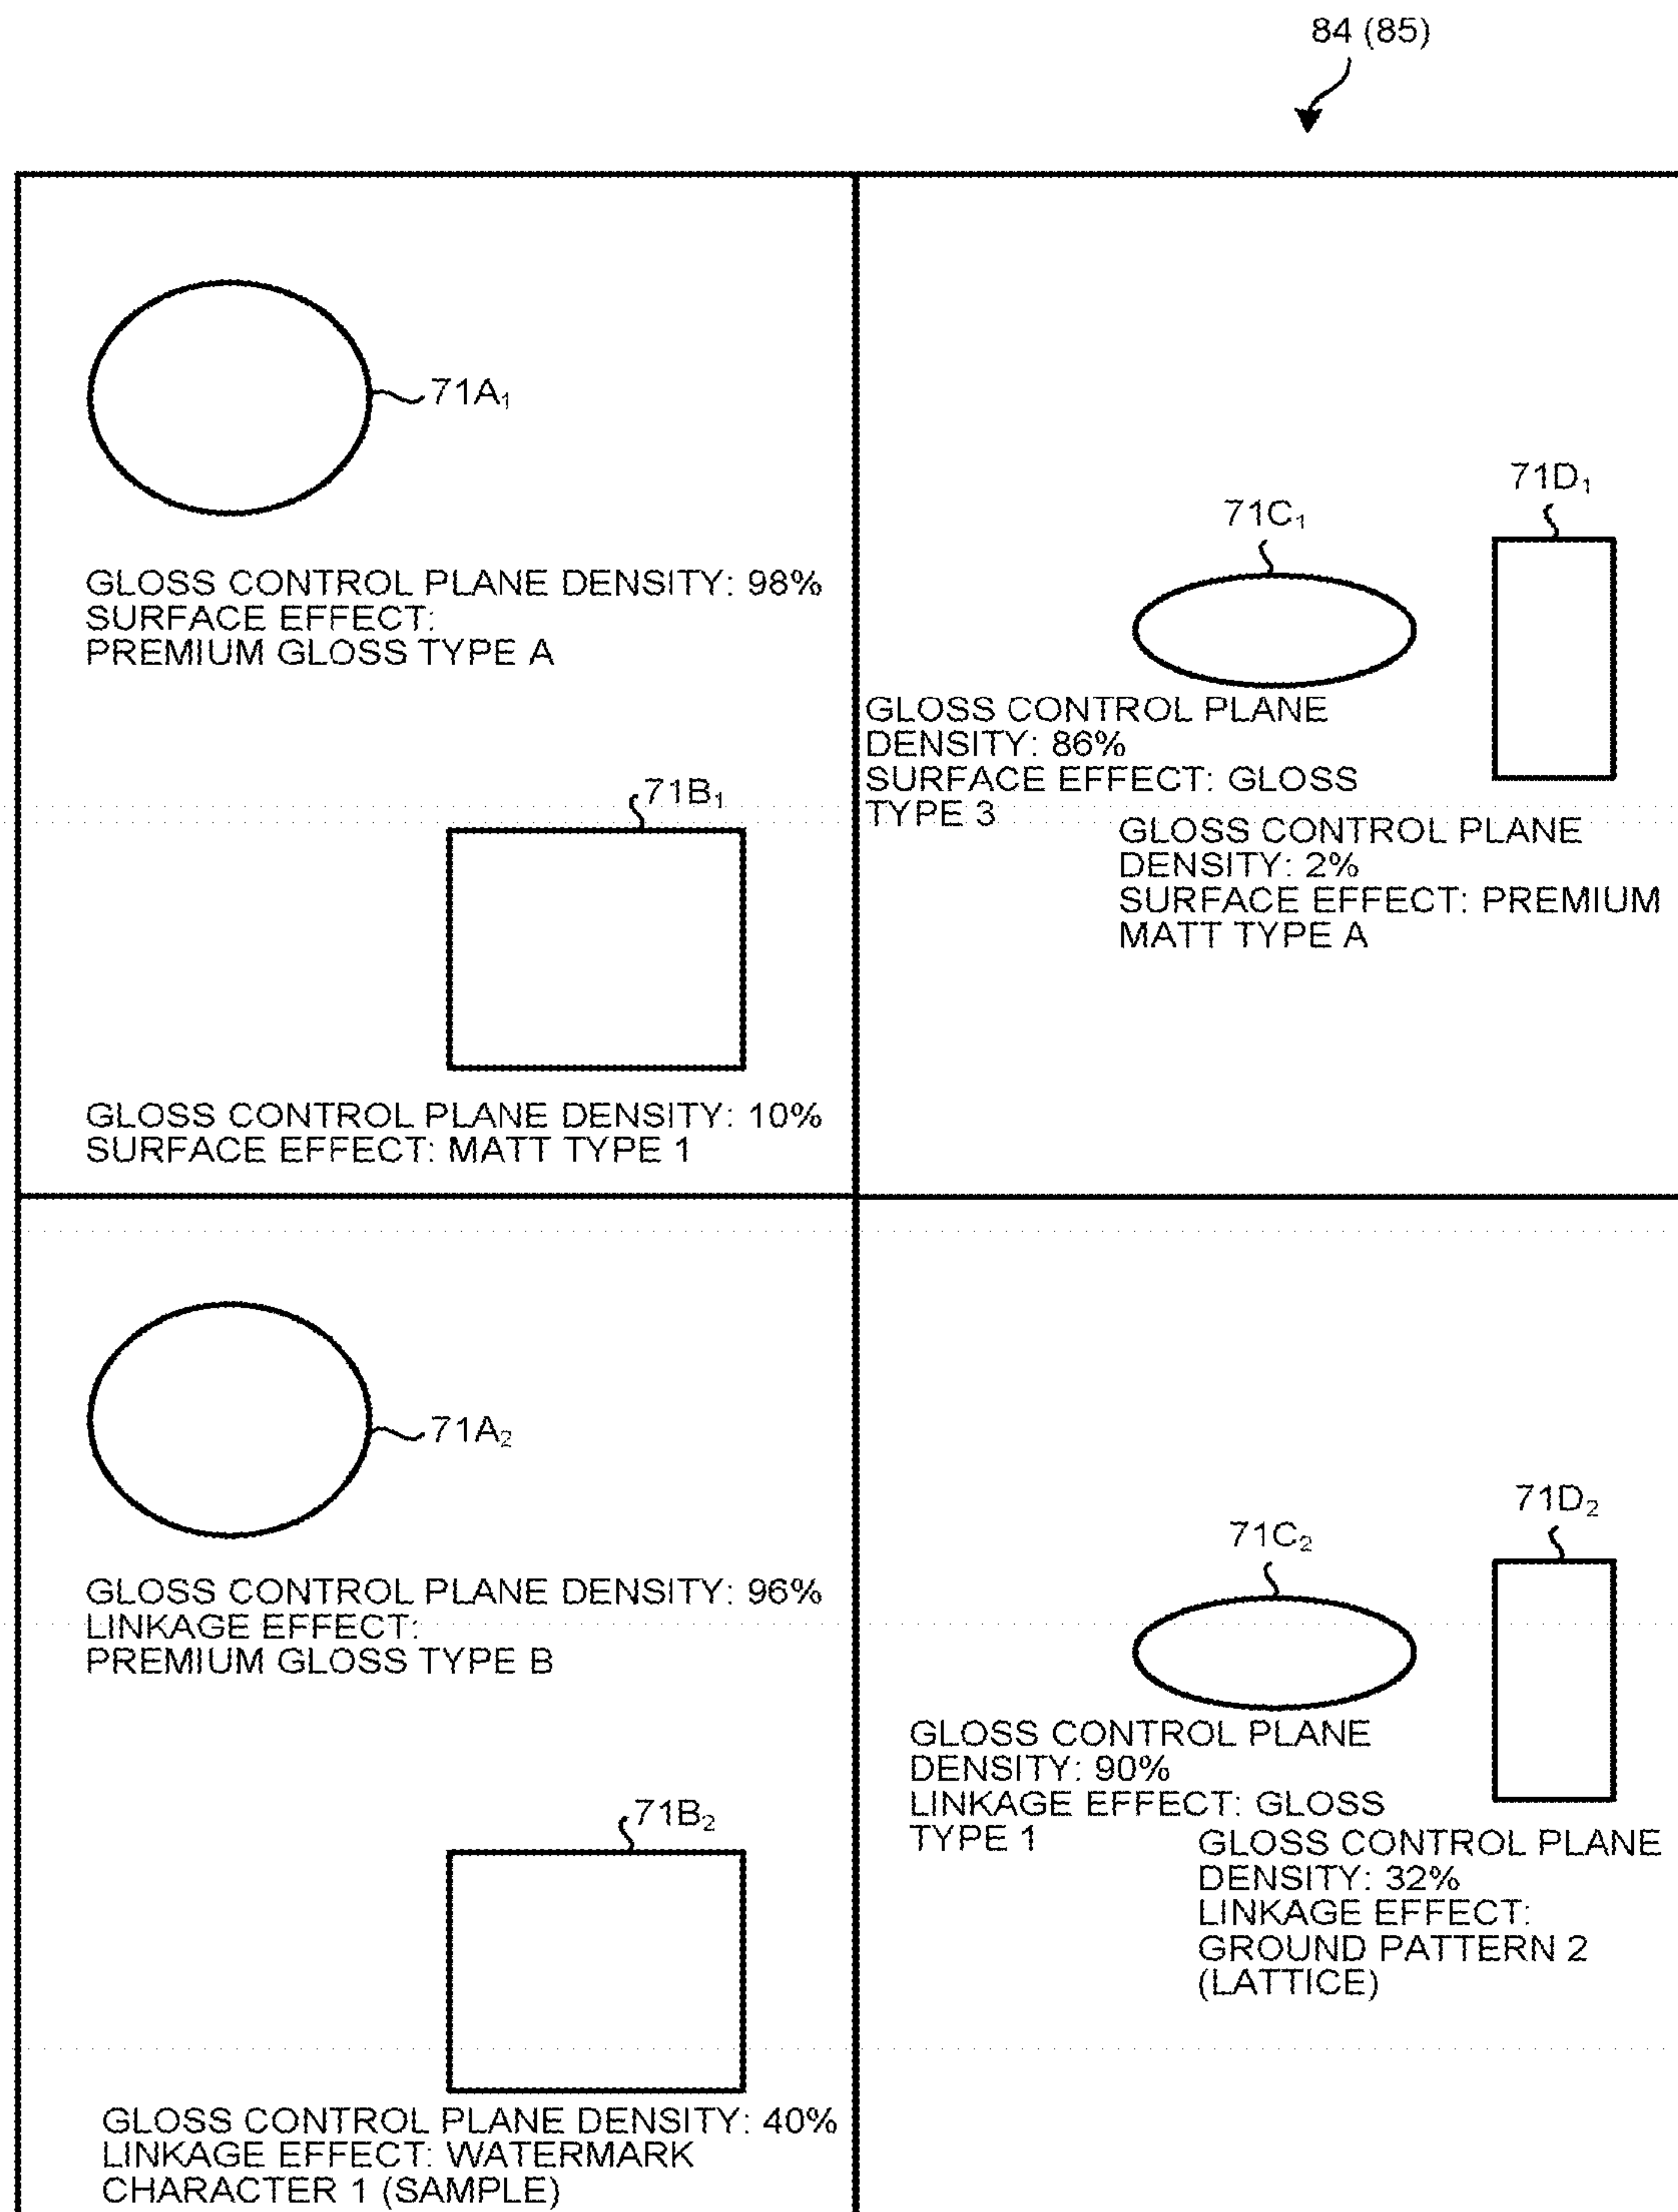 84 (85)
71A₁
GLOSS CONTROL PLANE DENSITY: 98%
SURFACE EFFECT:
PREMIUM GLOSS TYPE A
71B₁
GLOSS CONTROL PLANE DENSITY: 10%
SURFACE EFFECT: MATT TYPE 1
71C₁
71D₁
GLOSS CONTROL PLANE
DENSITY: 86%
SURFACE EFFECT: GLOSS
TYPE 3
GLOSS CONTROL PLANE
DENSITY: 2%
SURFACE EFFECT: PREMIUM
MATT TYPE A
71A₂
GLOSS CONTROL PLANE DENSITY: 96%
LINKAGE EFFECT:
PREMIUM GLOSS TYPE B
71B₂
GLOSS CONTROL PLANE DENSITY: 40%
LINKAGE EFFECT: WATERMARK
CHARACTER 1 (SAMPLE)
71C₂
71D₂
GLOSS CONTROL PLANE
DENSITY: 90%
LINKAGE EFFECT: GLOSS
TYPE 1
GLOSS CONTROL PLANE
DENSITY: 32%
LINKAGE EFFECT:
GROUND PATTERN 2
(LATTICE)